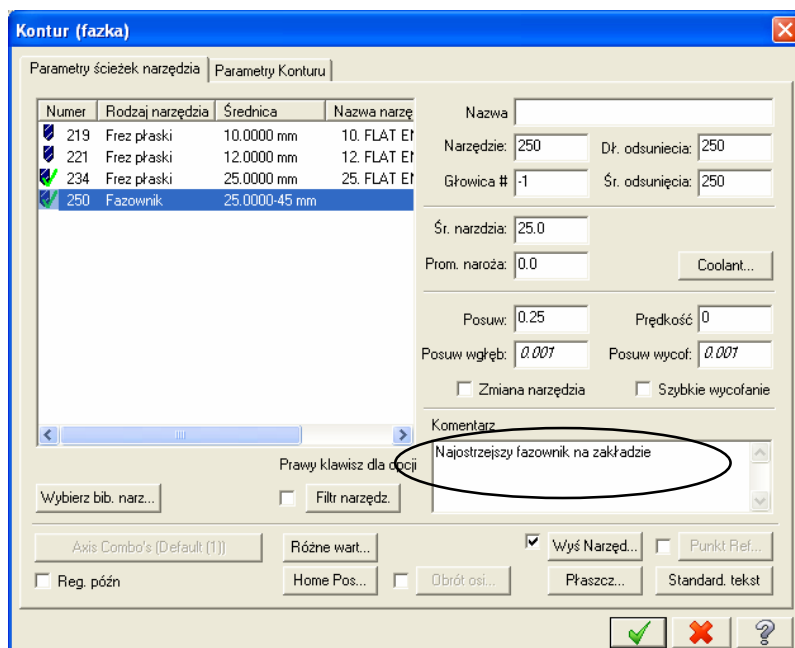 Kontur (fazka)
Parametry ścieżek narzędzia Parametry Konturu
Numer Rodzaj narzędzia Średnica Nazwa narzę
219 Frez płaski 10.0000 mm 10. FLAT EN
221 Frez płaski 12.0000 mm 12. FLAT EN
234 Frez płaski 25.0000 mm 25. FLAT EN
250 Fazownik 25.0000-45 mm
Nazwa
Narzędzie: 250 Dł. odsuniecia: 250
Głowica # -1 Śr. odsunięcia: 250
Śr. narzdzia: 25.0
Prom. naroża: 0.0 Coolant...
Posuw: 0.25 Prędkość 0
Posuw wgłęb: 0.001 Posuw wycof: 0.001
Zmiana narzędzia Szybkie wycofanie
Komentarz
Najostrzejszy fazownik na zakładzie
Prawy klawisz dla opcji
Wybierz bib. narz... Filtr narzędz.
Axis Combo's (Default (1)) Różne wart... Wyś Narzęd... Punkt Ref...
Reg. późn Home Pos... Obrót osi... Płaszcz... Standard. tekst